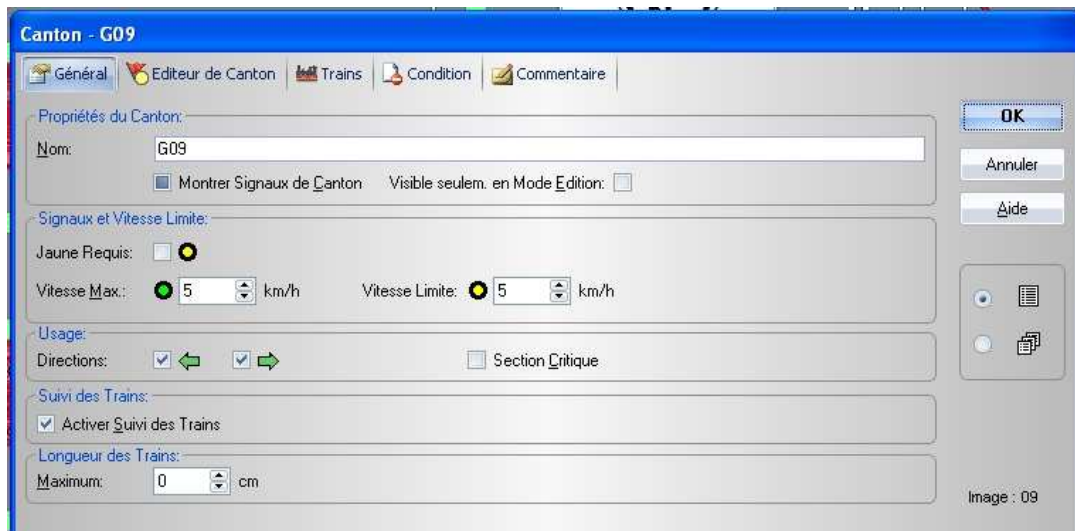 Canton - G09
Général Editeur de Canton Trains Condition Commentaire
Propriétés du Canton:
Nom: G09
Montrer Signaux de Canton Visible seulem. en Mode Edition:
Signaux et Vitesse Limite:
Jaune Requis:
Vitesse Max.: 5 km/h Vitesse Limite: 5 km/h
Usage:
Directions: Section Critique
Suivi des Trains:
Activer Suivi des Trains
Longueur des Trains:
Maximum: 0 cm
OK
Annuler
Aide
Image : 09